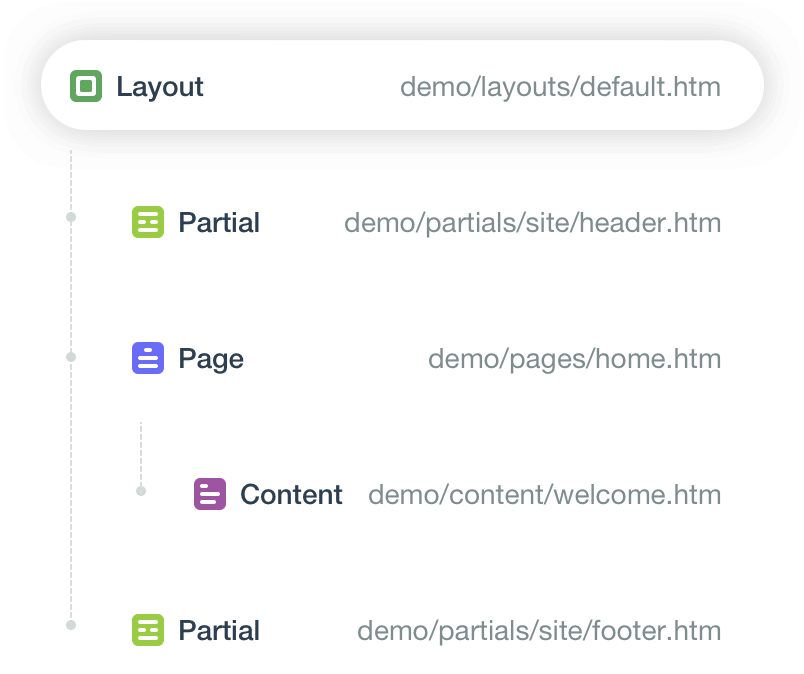 Layout demo/layouts/default.htm
Partial demo/partials/site/header.htm
Page demo/pages/home.htm
Content demo/content/welcome.htm
Partial demo/partials/site/footer.htm